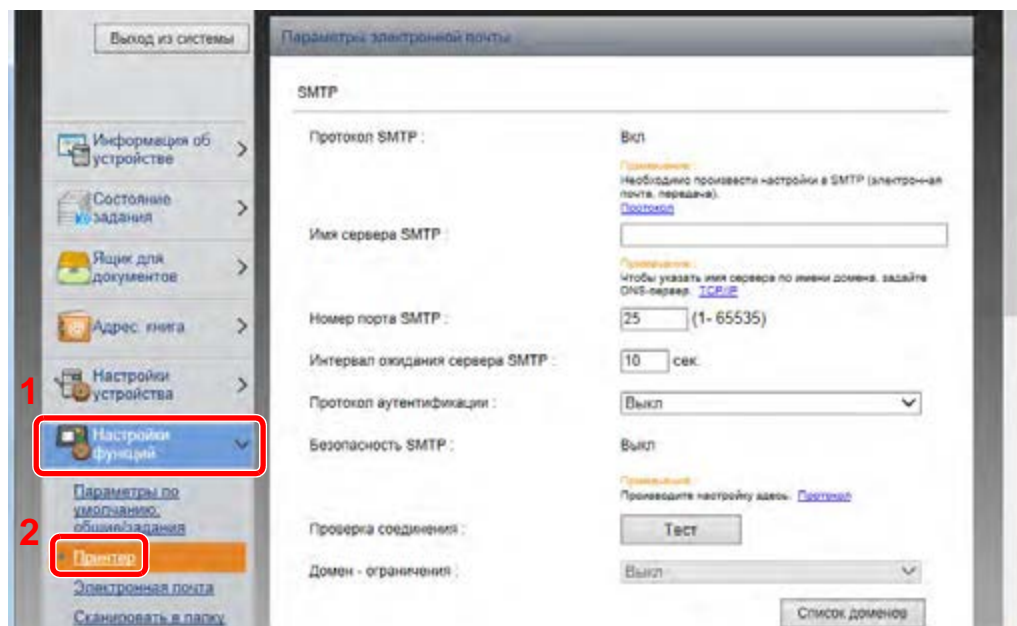 Выход из системы
Параметры электронной почты
SMTP
Протокол SMTP :
Вкл
Примечание :
Необходимо произвести настройки в SMTP (электронная
почта, передача).
Протокол
Имя сервера SMTP :
Примечание :
Чтобы указать имя сервера по имени домена, задайте
DNS-сервер. TCP/IP
Номер порта SMTP :
25 (1- 65535)
Интервал ожидания сервера SMTP :
10 сек.
Протокол аутентификации :
Выкл
Безопасность SMTP :
Выкл
Примечание :
Производите настройку здесь. Протокол
Проверка соединения :
Тест
Домен - ограничения :
Выкл
Список доменов
Информация об
устройстве
Состояние
задания
Ящик для
документов
Адрес. книга
Настройки
устройства
1
Настройки
функций
Параметры по
умолчанию:
общие/задания
2
Принтер
Электронная почта
Сканировать в папку